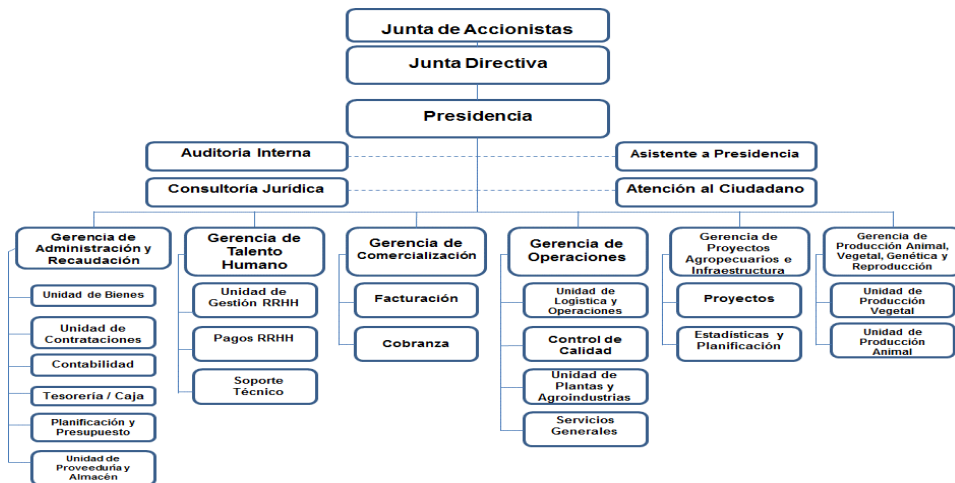 Junta de Accionistas
Junta Directiva
Presidencia
Auditoria Interna
Asistente a Presidencia
Consultoría Jurídica
Atención al Ciudadano
Gerencia de
Administración y
Recaudación
Unidad de Bienes
Unidad de
Contrataciones
Contabilidad
Tesorería / Caja
Planificación y
Presupuesto
Unidad de
Proveeduría y
Almacén
Gerencia de
Talento
Humano
Unidad de
Gestión RRHH
Pagos RRHH
Soporte
Técnico
Gerencia de
Comercialización
Facturación
Cobranza
Gerencia de
Operaciones
Unidad de
Logística y
Operaciones
Control de
Calidad
Unidad de
Plantas y
Agroindustrias
Servicios
Generales
Gerencia de
Proyectos
Agropecuarios e
Infraestructura
Proyectos
Estadísticas y
Planificación
Gerencia de
Producción Animal,
Vegetal, Genética y
Reproducción
Unidad de
Producción
Vegetal
Unidad de
Producción
Animal